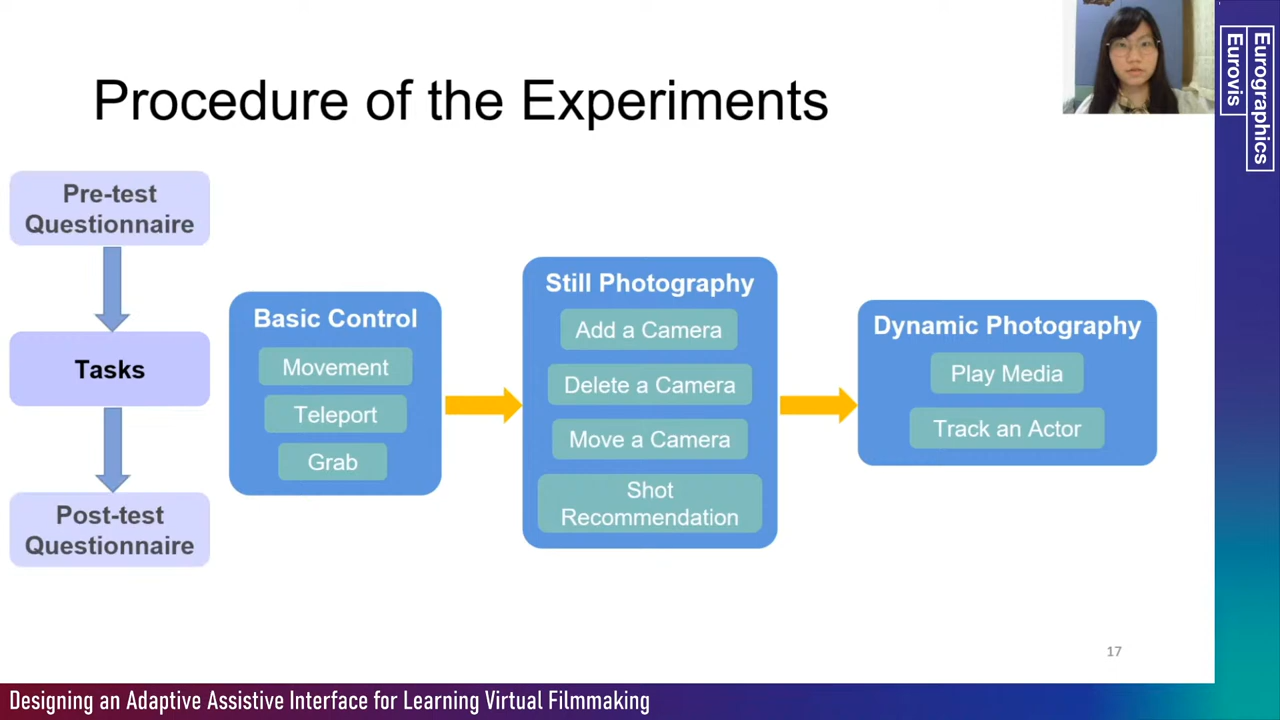 Procedure of the Experiments
Eurographics
Eurovis
Pre-test
Questionnaire
Tasks
Post-test
Questionnaire
Basic Control
Movement
Teleport
Grab
Still Photography
Add a Camera
Delete a Camera
Move a Camera
Shot
Recommendation
Dynamic Photography
Play Media
Track an Actor
17
Designing an Adaptive Assistive Interface for Learning Virtual Filmmaking